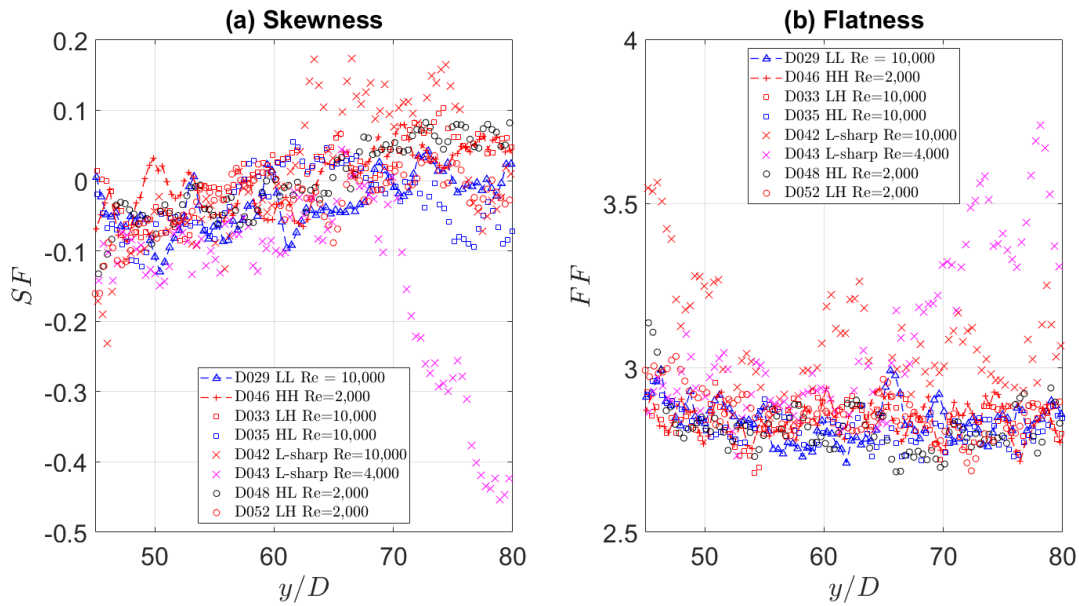 (a) Skewness
0.2
0.1
0
-0.1
-0.2
-0.3
-0.4
-0.5
SF
D029 LL Re = 10,000
D046 HH Re=2,000
D033 LH Re=10,000
D035 HL Re=10,000
D042 L-sharp Re=10,000
D043 L-sharp Re=4,000
D048 HL Re=2,000
D052 LH Re=2,000
50 60 70 80
y/D
(b) Flatness
4
3.5
3
2.5
FF
D029 LL Re = 10,000
D046 HH Re=2,000
D033 LH Re=10,000
D035 HL Re=10,000
D042 L-sharp Re=10,000
D043 L-sharp Re=4,000
D048 HL Re=2,000
D052 LH Re=2,000
50 60 70 80
y/D